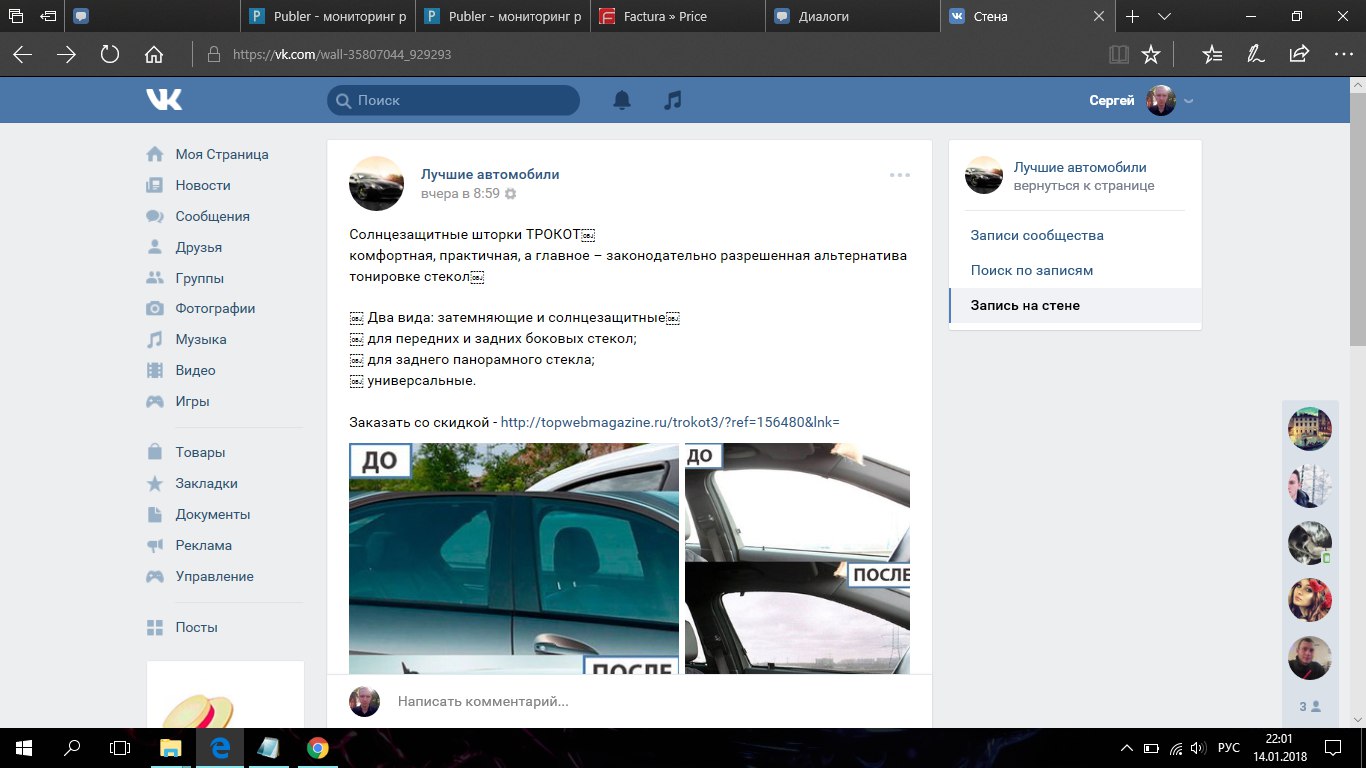 Publer - мониторинг р
Publer - мониторинг р
Factura » Price
Диалоги
Стена
https://vk.com/wall-35807044_929293
Поиск
Сергей
Моя Страница
Новости
Сообщения
Друзья
Группы
Фотографии
Музыка
Видео
Игры
Товары
Закладки
Документы
Реклама
Управление
Посты
Лучшие автомобили
вчера в 8:59
Солнцезащитные шторки ТРОКОТ￼
комфортная, практичная, а главное – законодательно разрешенная альтернатива
тонировке стекол￼
￼ Два вида: затемняющие и солнцезащитные￼
￼ для передних и задних боковых стекол;
￼ для заднего панорамного стекла;
￼ универсальные.
Заказать со скидкой - http://topwebmagazine.ru/trokot3/?ref=156480&lnk=
ДО
ДО
ПОСЛЕ
ПОСЛЕ
Написать комментарий...
Лучшие автомобили
вернуться к странице
Записи сообщества
Поиск по записям
Запись на стене
3
РУС
22:01
14.01.2018